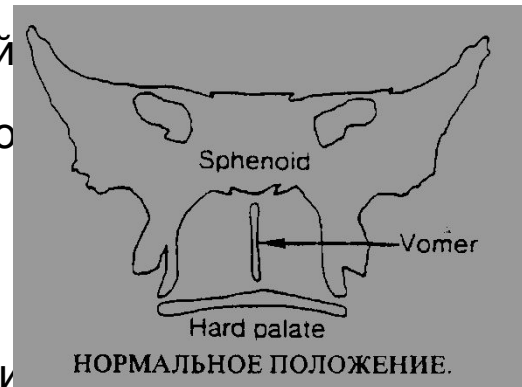 й
о
Sphenoid
Vomer
Hard palate
НОРМАЛЬНОЕ ПОЛОЖЕНИЕ.
и